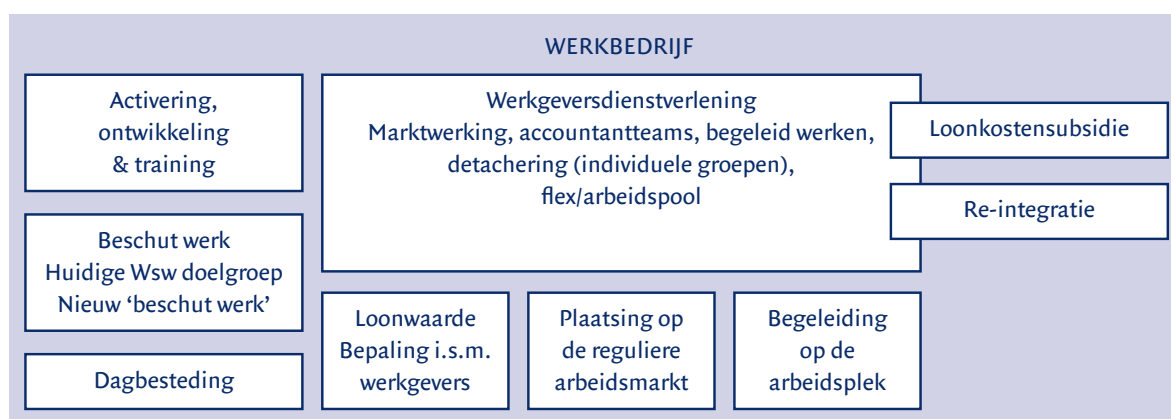 WERKBEDRIJF
Activering,
ontwikkeling
& training
Beschut werk
Huidige Wsw doelgroep
Nieuw ‘beschut werk’
Dagbesteding
Werkgeversdienstverlening
Marktwerking, accountantteams, begeleid werken,
detachering (individuele groepen),
flex/arbeidspool
Loonkostensubsidie
Re-integratie
Loonwaarde
Bepaling i.s.m.
werkgevers
Plaatsing op
de reguliere
arbeidsmarkt
Begeleiding
op de
arbeidsplek